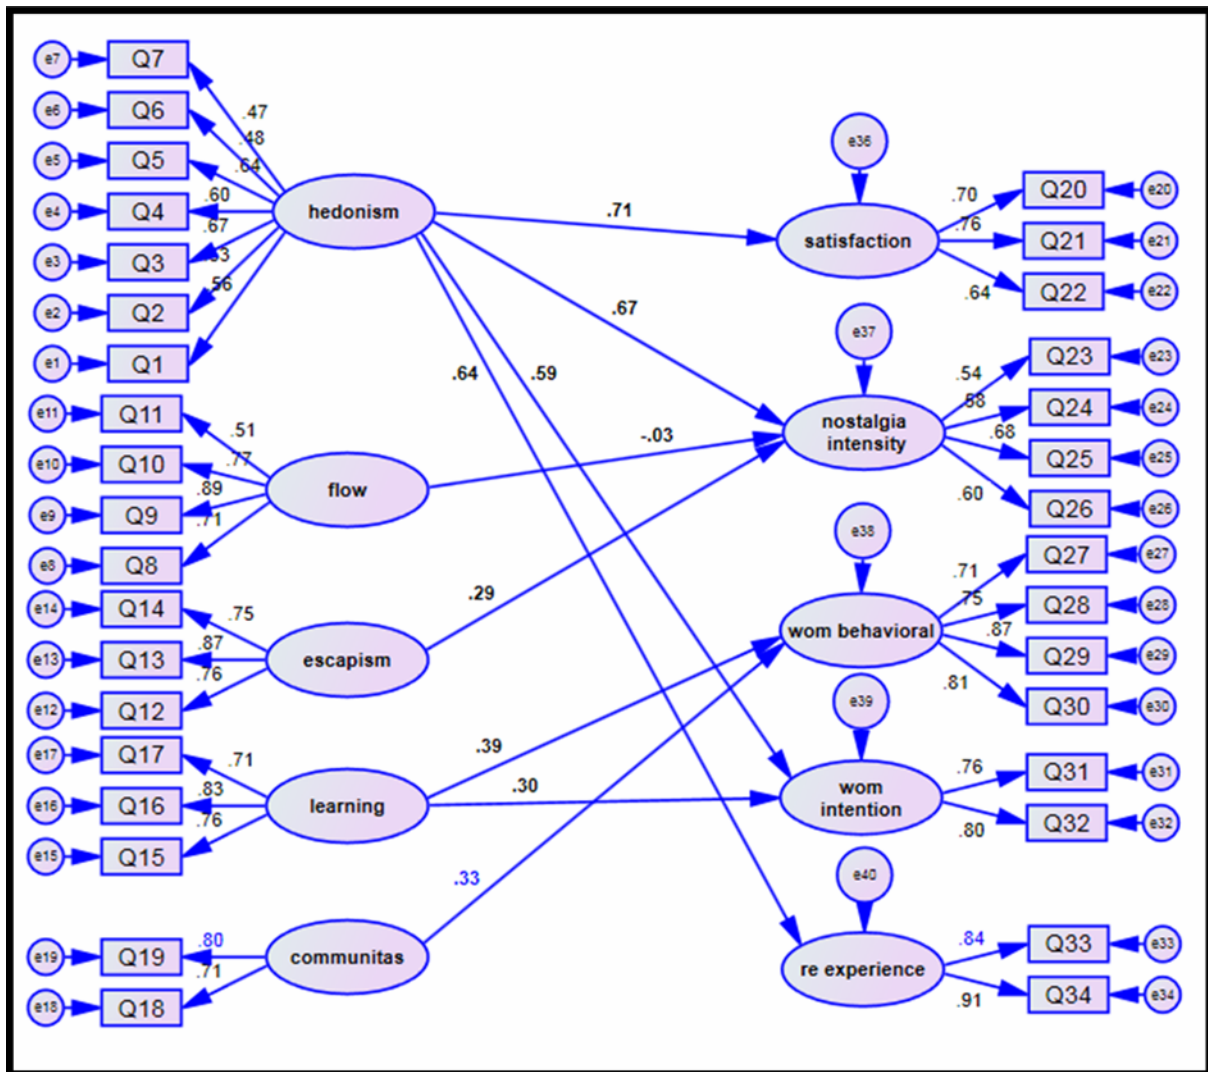 e7 Q7
.47
e6 Q6
.48
e5 Q5
.64
e4 Q4
.60
.67
e3 Q3
.53
e2 Q2
.56
e1 Q1
hedonism
e11 Q11
.51
e10 Q10
.77
e9 Q9
.89
.71
e8 Q8
flow
e14 Q14
.75
e13 Q13
.87
.76
e12 Q12
escapism
e17 Q17
.71
e16 Q16
.83
.76
e15 Q15
learning
e19 Q19
.80
.71
e18 Q18
communitas
.71
.67
.64
.59
-.03
.29
.39
.30
.33
e36
satisfaction
.70
Q20 e20
.76
Q21 e21
.64
Q22 e22
e37
nostalgia
intensity
.54
Q23 e23
.58
Q24 e24
.68
Q25 e25
.60
Q26 e26
e38
wom behavioral
.71
Q27 e27
.75
Q28 e28
.87
Q29 e29
.81
Q30 e30
e39
wom
intention
.76
Q31 e31
.80
Q32 e32
e40
re experience
.84
Q33 e33
.91
Q34 e34